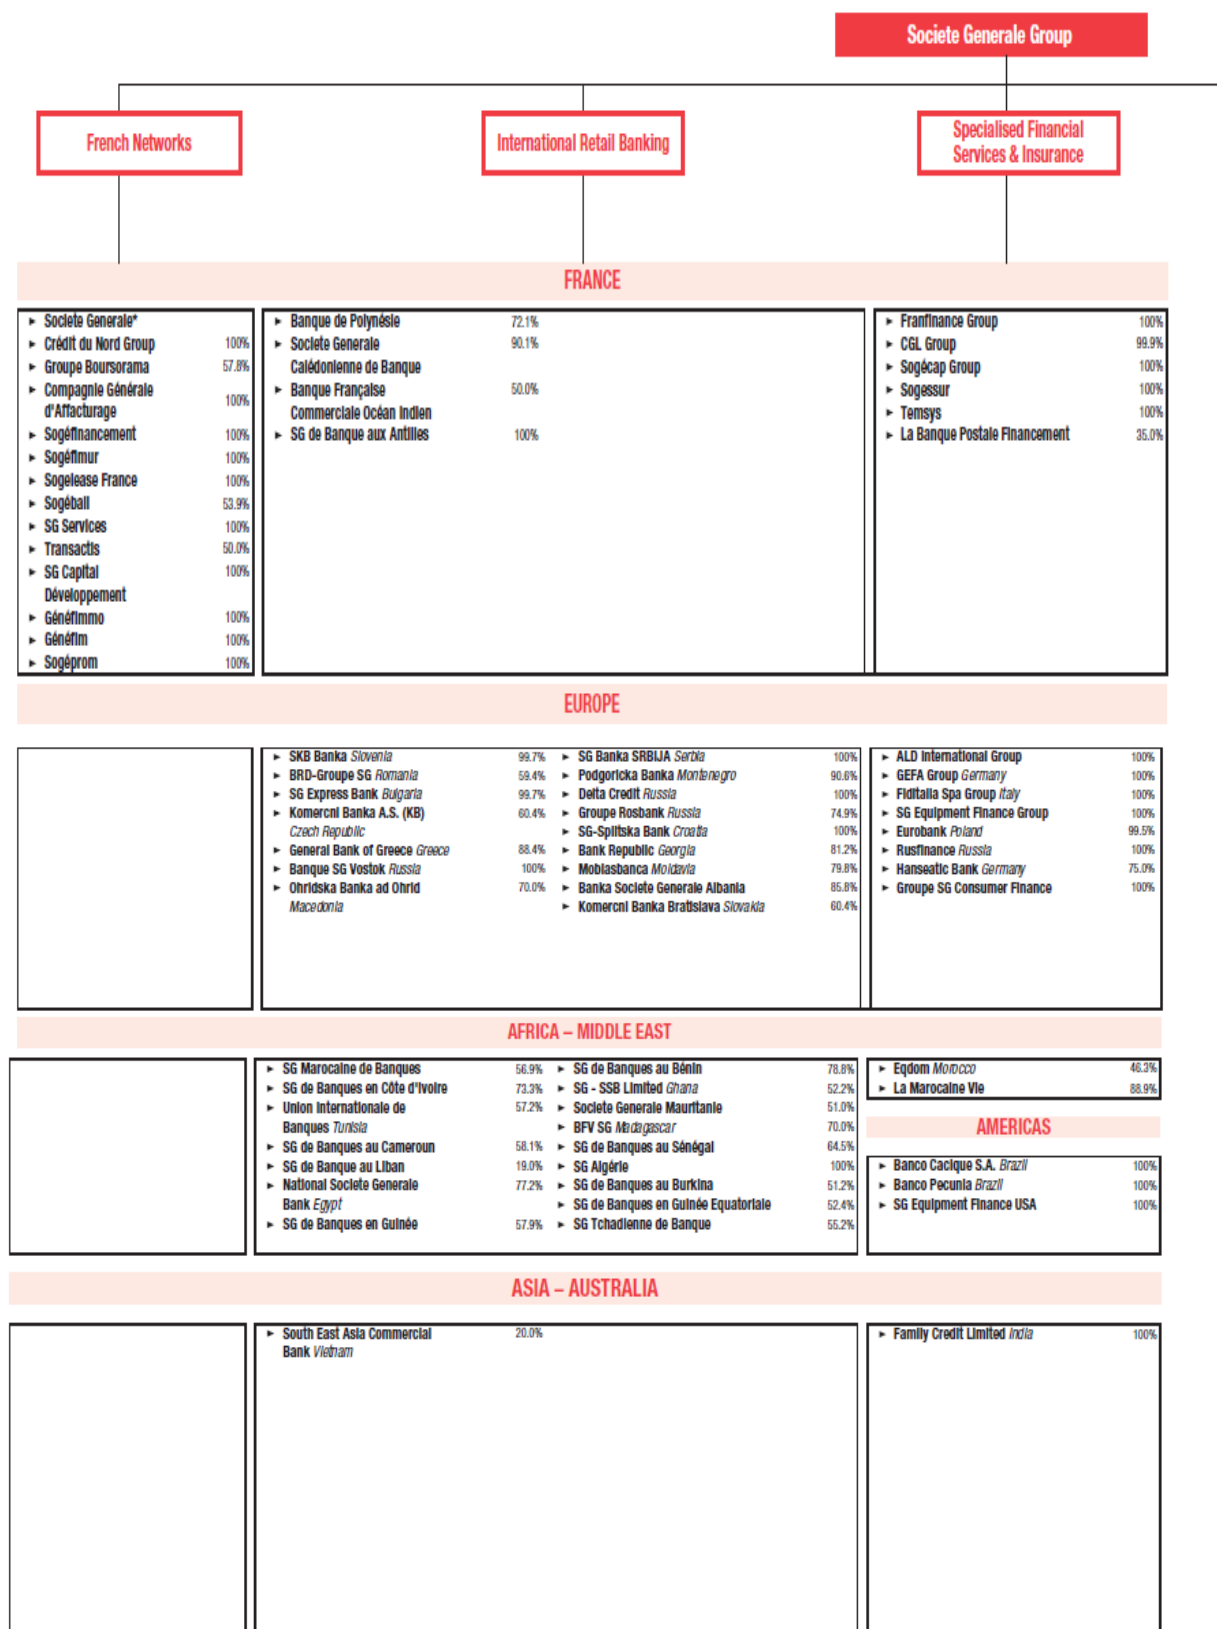 Societe Generale Group
French Networks
International Retail Banking
Specialised Financial
Services & Insurance
FRANCE
► Societe Generale*
► Crédit du Nord Group 100%
► Groupe Boursorama 57.8%
► Compagnie Générale
d'Affacturage 100%
► Sogéfinancement 100%
► Sogéfimur 100%
► Sogelease France 100%
► Sogébail 53.9%
► SG Services 100%
► Transactis 50.0%
► SG Capital 100%
Développement
► Généfimmo 100%
► Généfim 100%
► Sogéprom 100%
► Banque de Polynésie 72.1%
► Societe Generale 90.1%
Calédonienne de Banque
► Banque Française 50.0%
Commerciale Océan Indien
► SG de Banque aux Antilles 100%
► Franfinance Group 100%
► CGL Group 99.9%
► Sogécap Group 100%
► Sogessur 100%
► Temsys 100%
► La Banque Postale Financement 35.0%
EUROPE
► SKB Banka Slovenia 99.7%
► BRD-Groupe SG Romania 59.4%
► SG Express Bank Bulgaria 99.7%
► Komercni Banka A.S. (KB) 60.4%
Czech Republic
► General Bank of Greece Greece 88.4%
► Banque SG Vostok Russia 100%
► Ohridska Banka ad Ohrid 70.0%
Macedonia
► SG Banka SRBIJA Serbia 100%
► Podgoricka Banka Montenegro 90.6%
► Delta Credit Russia 100%
► Groupe Rosbank Russia 74.9%
► SG-Splitska Bank Croatia 100%
► Bank Republic Georgia 81.2%
► Mobiasbanca Moldavia 79.8%
► Banka Societe Generale Albania 85.8%
► Komercni Banka Bratislava Slovakia 60.4%
► ALD International Group 100%
► GEFA Group Germany 100%
► Fiditalia Spa Group Italy 100%
► SG Equipment Finance Group 100%
► Eurobank Poland 99.5%
► Rusfinance Russia 100%
► Hanseatic Bank Germany 75.0%
► Groupe SG Consumer Finance 100%
AFRICA – MIDDLE EAST
► SG Marocaine de Banques 56.9%
► SG de Banques en Côte d'Ivoire 73.3%
► Union Internationale de 57.2%
Banques Tunisia
► SG de Banques au Cameroun 58.1%
► SG de Banque au Liban 19.0%
► National Societe Generale 77.2%
Bank Egypt
► SG de Banques en Guinée 57.9%
► SG de Banques au Bénin 78.8%
► SG - SSB Limited Ghana 52.2%
► Societe Generale Mauritanie 51.0%
► BFV SG Madagascar 70.0%
► SG de Banques au Sénégal 64.5%
► SG Algérie 100%
► SG de Banques au Burkina 51.2%
► SG de Banques en Guinée Equatoriale 52.4%
► SG Tchadienne de Banque 55.2%
► Eqdom Morocco 46.3%
► La Marocaine Vie 88.9%
AMERICAS
► Banco Cacique S.A. Brazil 100%
► Banco Pecunia Brazil 100%
► SG Equipment Finance USA 100%
ASIA – AUSTRALIA
► South East Asia Commercial 20.0%
Bank Vietnam
► Family Credit Limited India 100%